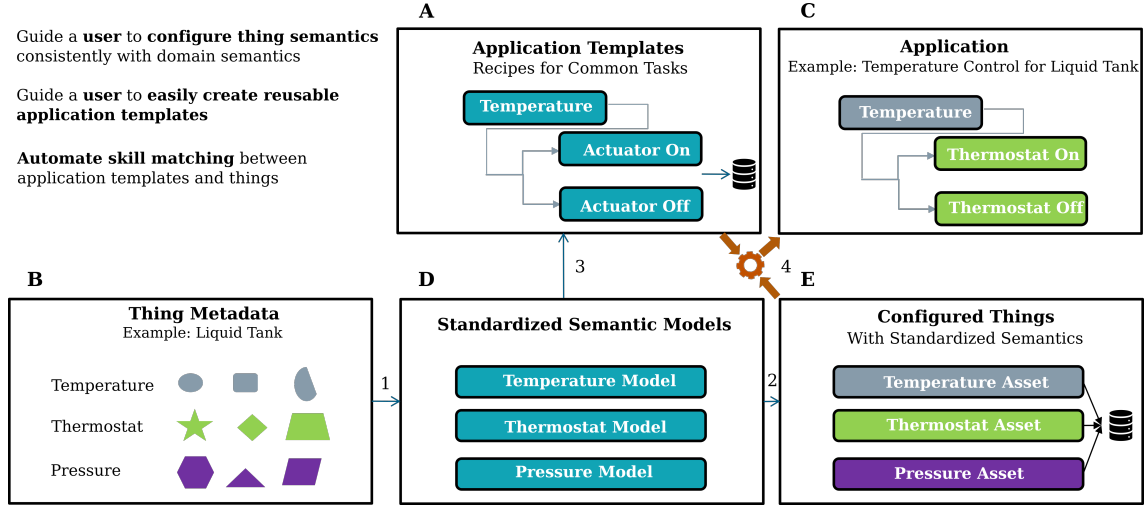 Guide a user to configure thing semantics
consistently with domain semantics
Guide a user to easily create reusable
application templates
Automate skill matching between
application templates and things
A
Application Templates
Recipes for Common Tasks
Temperature
Actuator On
Actuator Off
C
Application
Example: Temperature Control for Liquid Tank
Temperature
Thermostat On
Thermostat Off
3
4
B
Thing Metadata
Example: Liquid Tank
Temperature
Thermostat
Pressure
1
D
Standardized Semantic Models
Temperature Model
Thermostat Model
Pressure Model
2
E
Configured Things
With Standardized Semantics
Temperature Asset
Thermostat Asset
Pressure Asset